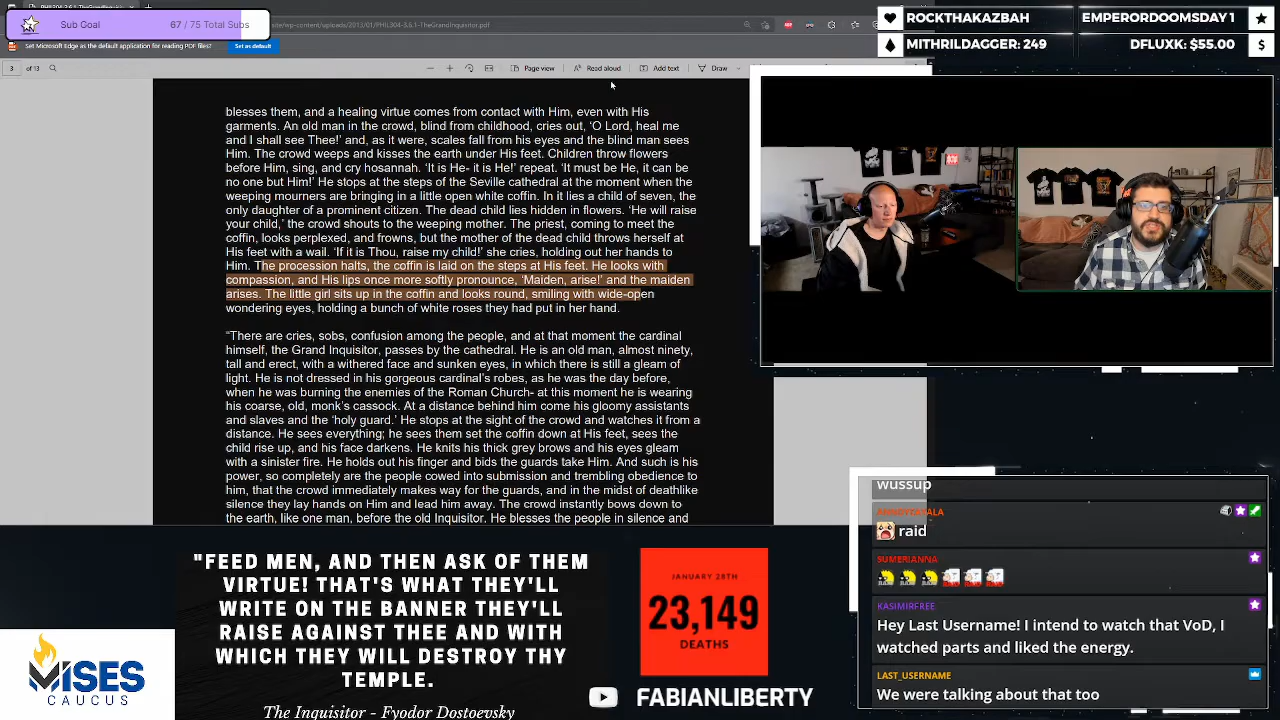 Sub Goal
67 / 75 Total Subs
site/wp-content/uploads/2013/01/PHIL304-3.6.1-TheGrandInquisitor.pdf
Set Microsoft Edge as the default application for reading PDF files?
Set as default
3 of 13
Page view
Read aloud
Add text
Draw
ROCKTHAKAZBAH
EMPERORDOOMSDAY 1
MITHRILDAGGER: 249
DFLUXK: $55.00
blesses them, and a healing virtue comes from contact with Him, even with His
garments. An old man in the crowd, blind from childhood, cries out, ‘O Lord, heal me
and I shall see Thee!’ and, as it were, scales fall from his eyes and the blind man sees
Him. The crowd weeps and kisses the earth under His feet. Children throw flowers
before Him, sing, and cry hosannah. ‘It is He- it is He!’ repeat. ‘It must be He, it can be
no one but Him!’ He stops at the steps of the Seville cathedral at the moment when the
weeping mourners are bringing in a little open white coffin. In it lies a child of seven, the
only daughter of a prominent citizen. The dead child lies hidden in flowers. ‘He will raise
your child,’ the crowd shouts to the weeping mother. The priest, coming to meet the
coffin, looks perplexed, and frowns, but the mother of the dead child throws herself at
His feet with a wail. ‘If it is Thou, raise my child!’ she cries, holding out her hands to
Him. The procession halts, the coffin is laid on the steps at His feet. He looks with
compassion, and His lips once more softly pronounce, ‘Maiden, arise!’ and the maiden
arises. The little girl sits up in the coffin and looks round, smiling with wide-open
wondering eyes, holding a bunch of white roses they had put in her hand.
“There are cries, sobs, confusion among the people, and at that moment the cardinal
himself, the Grand Inquisitor, passes by the cathedral. He is an old man, almost ninety,
tall and erect, with a withered face and sunken eyes, in which there is still a gleam of
light. He is not dressed in his gorgeous cardinal’s robes, as he was the day before,
when he was burning the enemies of the Roman Church- at this moment he is wearing
his coarse, old, monk’s cassock. At a distance behind him come his gloomy assistants
and slaves and the ‘holy guard.’ He stops at the sight of the crowd and watches it from a
distance. He sees everything; he sees them set the coffin down at His feet, sees the
child rise up, and his face darkens. He knits his thick grey brows and his eyes gleam
with a sinister fire. He holds out his finger and bids the guards take Him. And such is his
power, so completely are the people cowed into submission and trembling obedience to
him, that the crowd immediately makes way for the guards, and in the midst of deathlike
silence they lay hands on Him and lead him away. The crowd instantly bows down to
the earth, like one man, before the old Inquisitor. He blesses the people in silence and
wussup
raid
SUMERIANNA
KASIMIRFREE
Hey Last Username! I intend to watch that VoD, I
watched parts and liked the energy.
LAST_USERNAME
We were talking about that too
"FEED MEN, AND THEN ASK OF THEM
VIRTUE! THAT'S WHAT THEY'LL
WRITE ON THE BANNER THEY'LL
RAISE AGAINST THEE AND WITH
WHICH THEY WILL DESTROY THY
TEMPLE.
The Inquisitor - Fyodor Dostoevsky
JANUARY 28TH
23,149
DEATHS
FABIANLIBERTY
MISES
CAUCUS